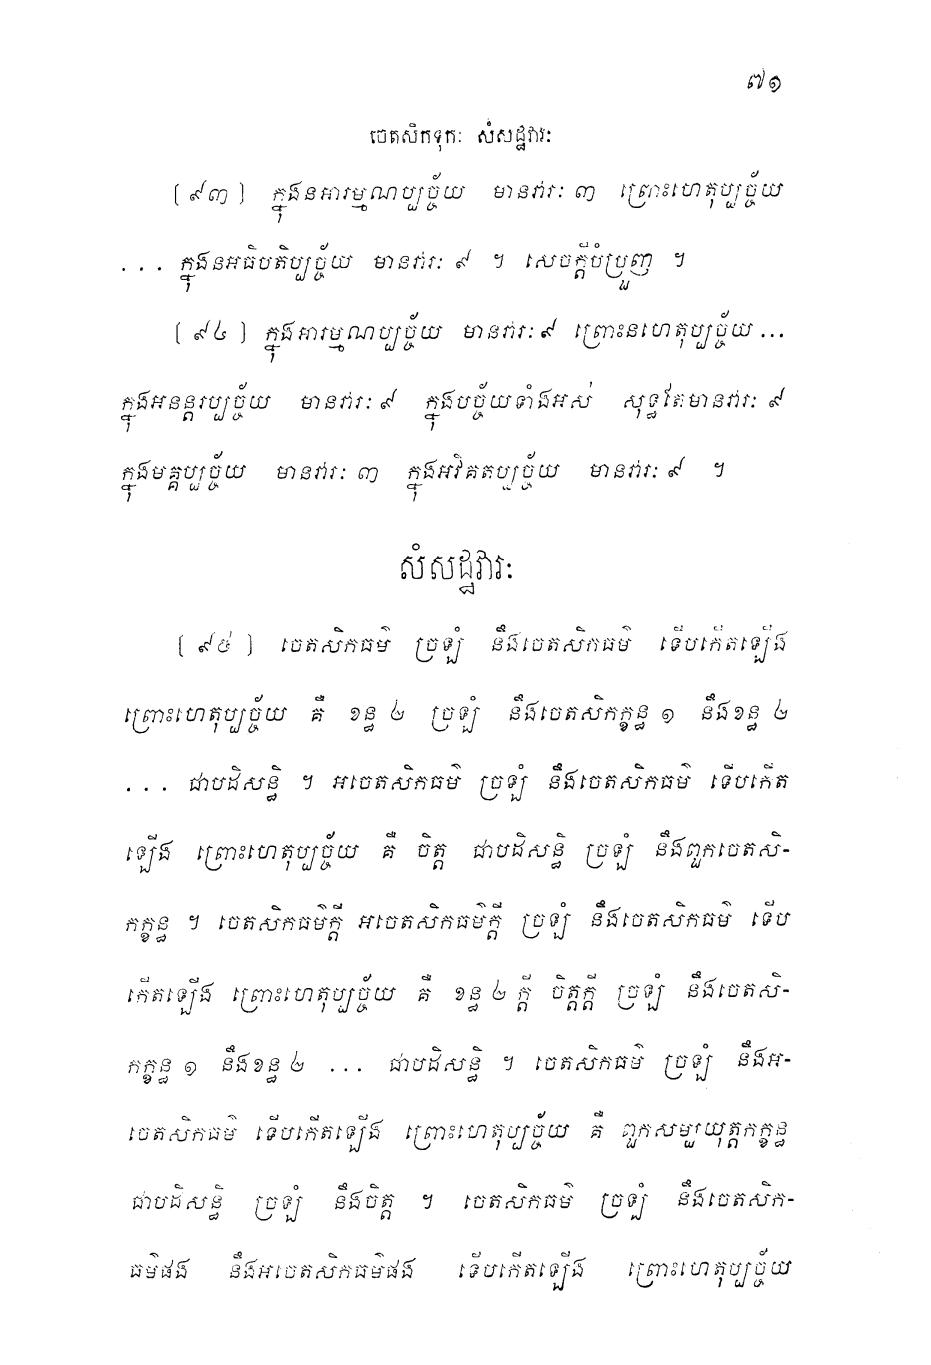 ៧១
ចេតសិកទុកៈ សំសដ្ឋវារៈ
[ ៩៣ ] ក្នុងនអារម្មណប្បច្ច័យ មានវារៈ ៣ ព្រោះហេតុប្បច្ច័យ
... ក្នុងនអធិបតិប្បច្ច័យ មានវារៈ ៩ ។ សេចក្តីបំប្រួញ ។
[ ៩៤ ] ក្នុងអារម្មណប្បច្ច័យ មានវារៈ ៩ ព្រោះនហេតុប្បច្ច័យ ...
ក្នុងអនន្តរប្បច្ច័យ មានវារៈ ៩ ក្នុងបច្ច័យទាំងអស់ សុទ្ធតែមានវារៈ ៩
ក្នុងមគ្គប្បច្ច័យ មានវារៈ ៣ ក្នុងអវិគតប្បច្ច័យ មានវារៈ ៩ ។
សំសដ្ឋវារៈ
[ ៩៥ ] ចេតសិកធម៌ ច្រឡំ នឹងចេតសិកធម៌ ទើបកើតឡើង
ព្រោះហេតុប្បច្ច័យ គឺ ខន្ធ ២ ច្រឡំ នឹងចេតសិកក្ខន្ធ ១ នឹងខន្ធ ២
... ជាបដិសន្ធិ ។ អចេតសិកធម៌ ច្រឡំ នឹងចេតសិកធម៌ ទើបកើត
ឡើង ព្រោះហេតុប្បច្ច័យ គឺ ចិត្ត ជាបដិសន្ធិ ច្រឡំ នឹងពួកចេតសិ-
កក្ខន្ធ ។ ចេតសិកធម៌ក្តី អចេតសិកធម៌ក្តី ច្រឡំ នឹងចេតសិកធម៌ ទើប
កើតឡើង ព្រោះហេតុប្បច្ច័យ គឺ ខន្ធ ២ ក្តី ចិត្តក្តី ច្រឡំ នឹងចេតសិ-
កក្ខន្ធ ១ នឹងខន្ធ ២ ... ជាបដិសន្ធិ ។ ចេតសិកធម៌ ច្រឡំ នឹងអ-
ចេតសិកធម៌ ទើបកើតឡើង ព្រោះហេតុប្បច្ច័យ គឺ ពួកសម្បយុត្តកក្ខន្ធ
ជាបដិសន្ធិ ច្រឡំ នឹងចិត្ត ។ ចេតសិកធម៌ ច្រឡំ នឹងចេតសិក-
ធម៌ផង នឹងអចេតសិកធម៌ផង ទើបកើតឡើង ព្រោះហេតុប្បច្ច័យ